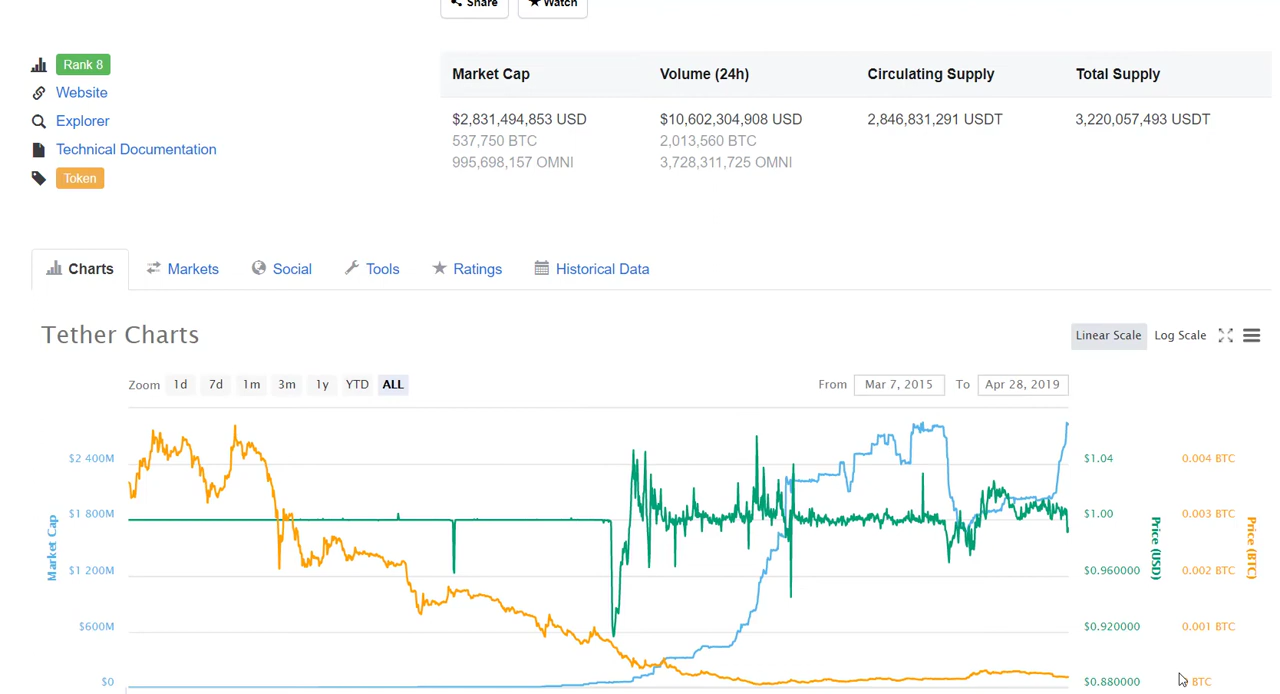 Share Watch
Rank 8
Website
Explorer
Technical Documentation
Token
Market Cap Volume (24h) Circulating Supply Total Supply
$2,831,494,853 USD $10,602,304,908 USD 2,846,831,291 USDT 3,220,057,493 USDT
537,750 BTC 2,013,560 BTC
995,698,157 OMNI 3,728,311,725 OMNI
Charts Markets Social Tools Ratings Historical Data
Tether Charts
Linear Scale Log Scale
Zoom 1d 7d 1m 3m 1y YTD ALL From Mar 7, 2015 To Apr 28, 2019
$2 400M $1.04 0.004 BTC
$1 800M $1.00 0.003 BTC
Market Cap Price (USD) Price (BTC)
$1 200M $0.960000 0.002 BTC
$600M $0.920000 0.001 BTC
$0 $0.880000 BTC